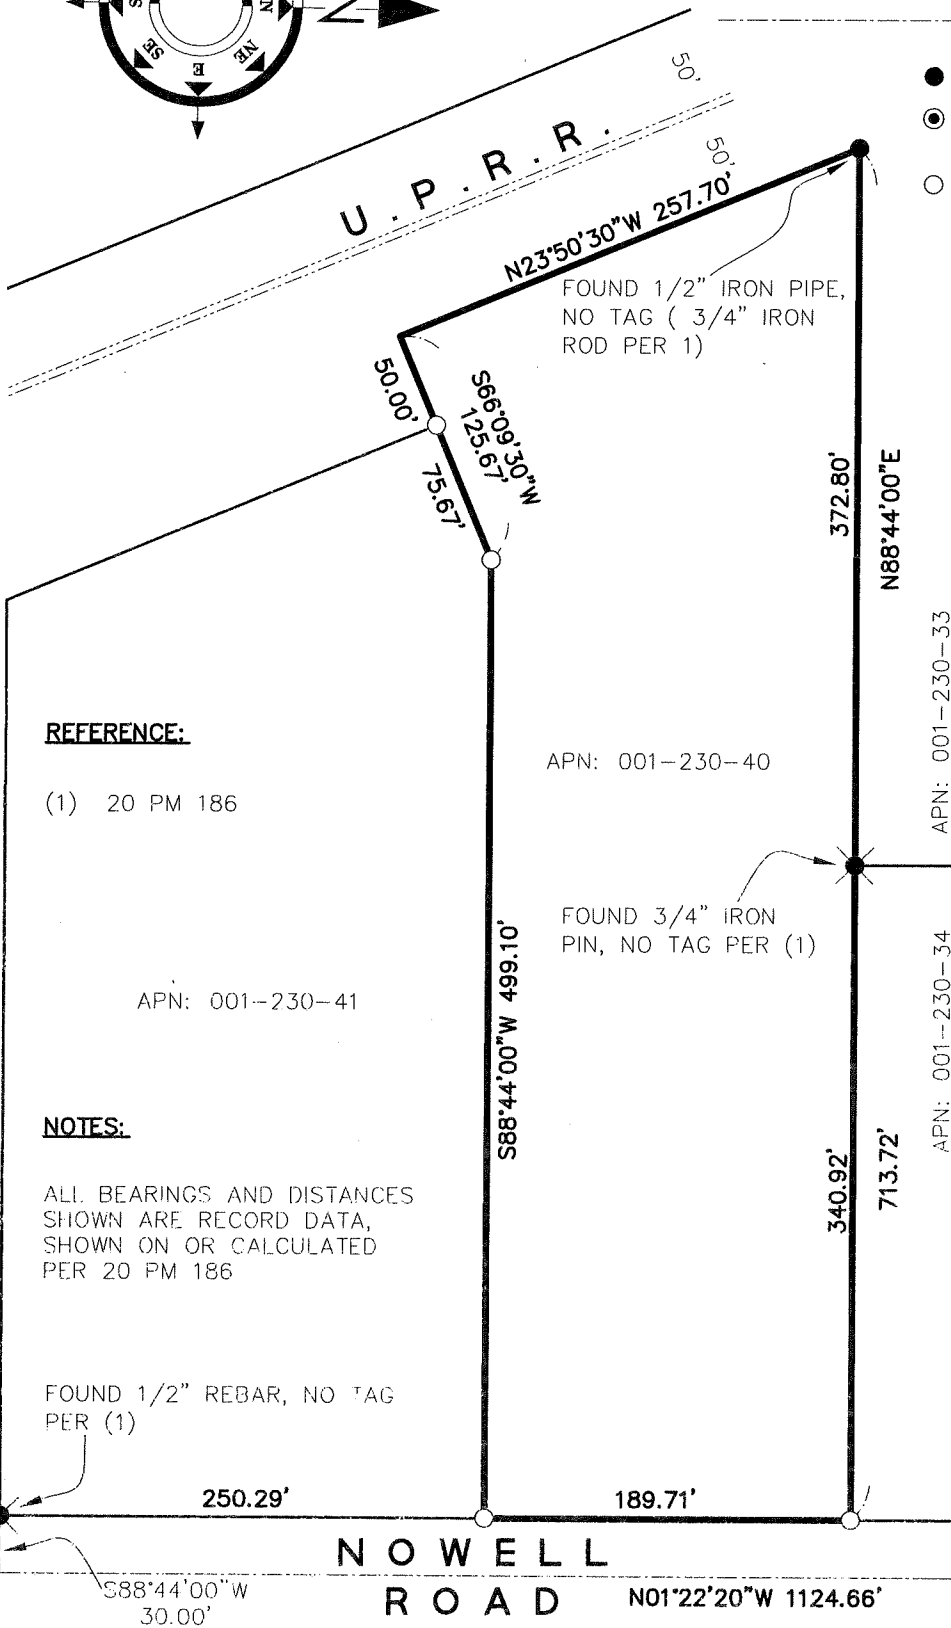 S
SE
E
NE
N
50'
U.P.R.R.
50'
N23°50'30"W 257.70'
FOUND 1/2" IRON PIPE,
NO TAG ( 3/4" IRON
ROD PER 1)
50.00'
S66°09'30"W
125.67'
75.67'
372.80'
N88°44'00"E
APN: 001-230-33
REFERENCE:
(1) 20 PM 186
APN: 001-230-40
FOUND 3/4" IRON
PIN, NO TAG PER (1)
APN: 001-230-41
S88°44'00"W 499.10'
APN: 001-230-34
NOTES:
ALL BEARINGS AND DISTANCES
SHOWN ARE RECORD DATA,
SHOWN ON OR CALCULATED
PER 20 PM 186
340.92'
713.72'
FOUND 1/2" REBAR, NO TAG
PER (1)
250.29'
189.71'
NOWELL
ROAD
S88°44'00"W
30.00'
N01°22'20"W 1124.66'